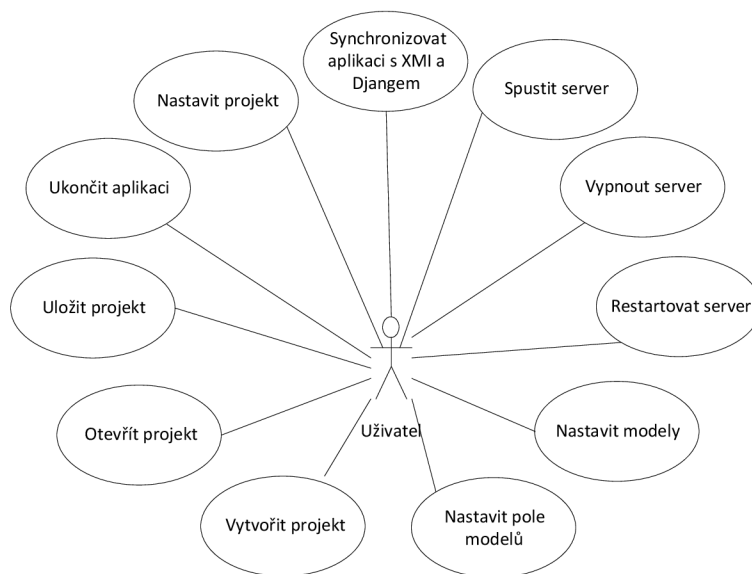 Synchronizovat
aplikaci s XMI a
Djangem
Nastavit projekt
Spustit server
Ukončit aplikaci
Vypnout server
Uložit projekt
Restartovat server
Otevřít projekt
Uživatel
Nastavit modely
Vytvořit projekt
Nastavit pole
modelů